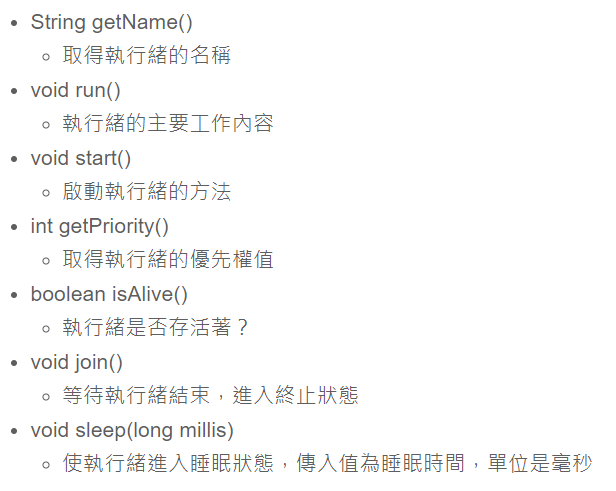 String getName()
取得執行緒的名稱
void run()
執行緒的主要工作內容
void start()
啟動執行緒的方法
int getPriority()
取得執行緒的優先權值
boolean isAlive()
執行緒是否存活著？
void join()
等待執行緒結束，進入終止狀態
void sleep(long millis)
使執行緒進入睡眠狀態，傳入值為睡眠時間，單位是毫秒